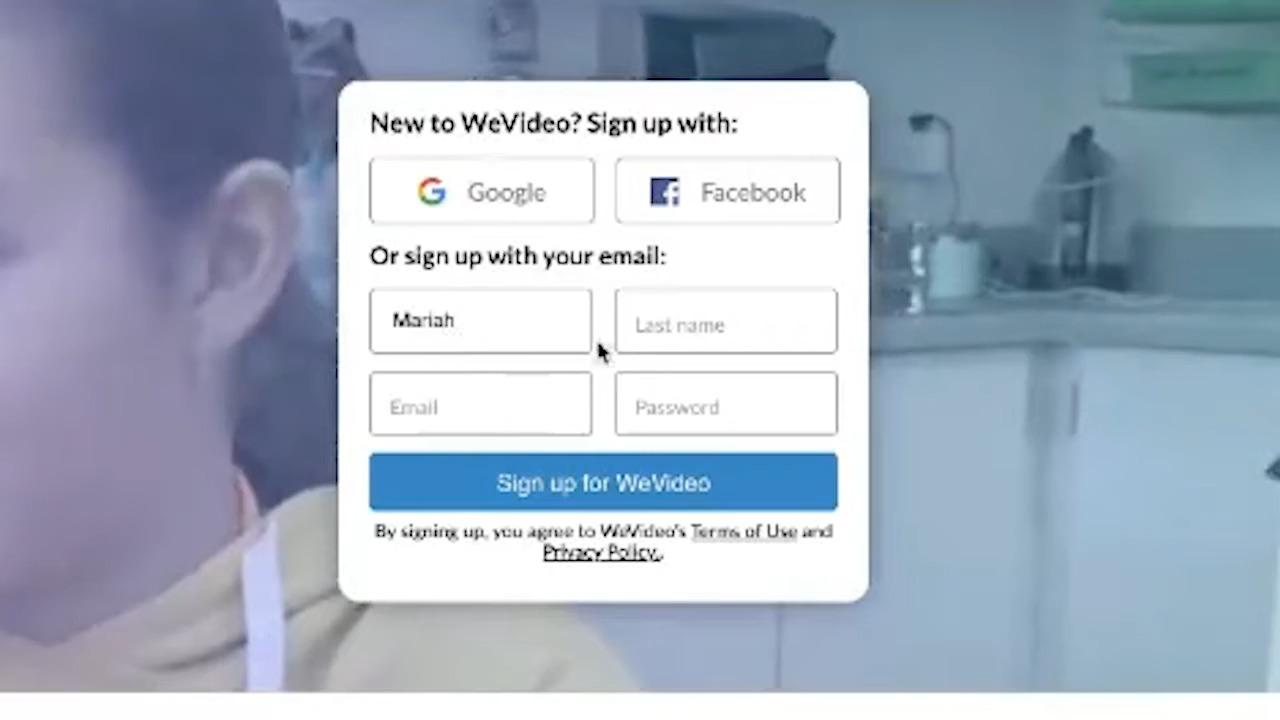 New to WeVideo? Sign up with:
Google Facebook
Or sign up with your email:
Mariah Last name
Email Password
Sign up for WeVideo
By signing up, you agree to WeVideo's Terms of Use and
Privacy Policy.